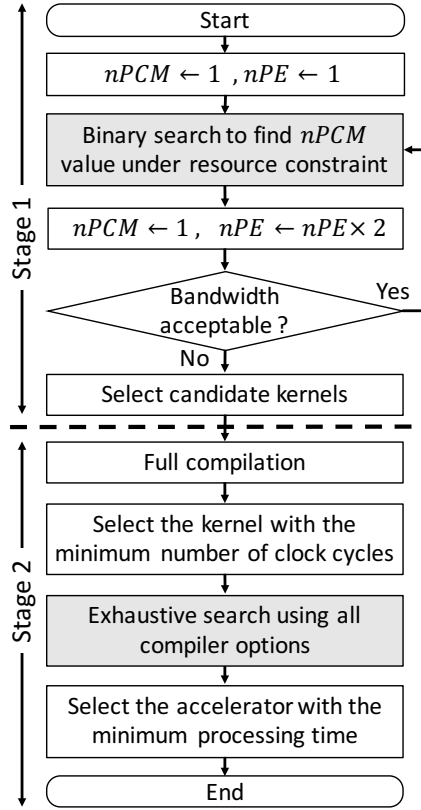 Start
nPCM ← 1 , nPE ← 1
Binary search to find nPCM
value under resource constraint
nPCM ← 1 , nPE ← nPE × 2
Bandwidth
acceptable ?
Yes
No
Select candidate kernels
Stage 1
Full compilation
Select the kernel with the
minimum number of clock cycles
Exhaustive search using all
compiler options
Select the accelerator with the
minimum processing time
End
Stage 2